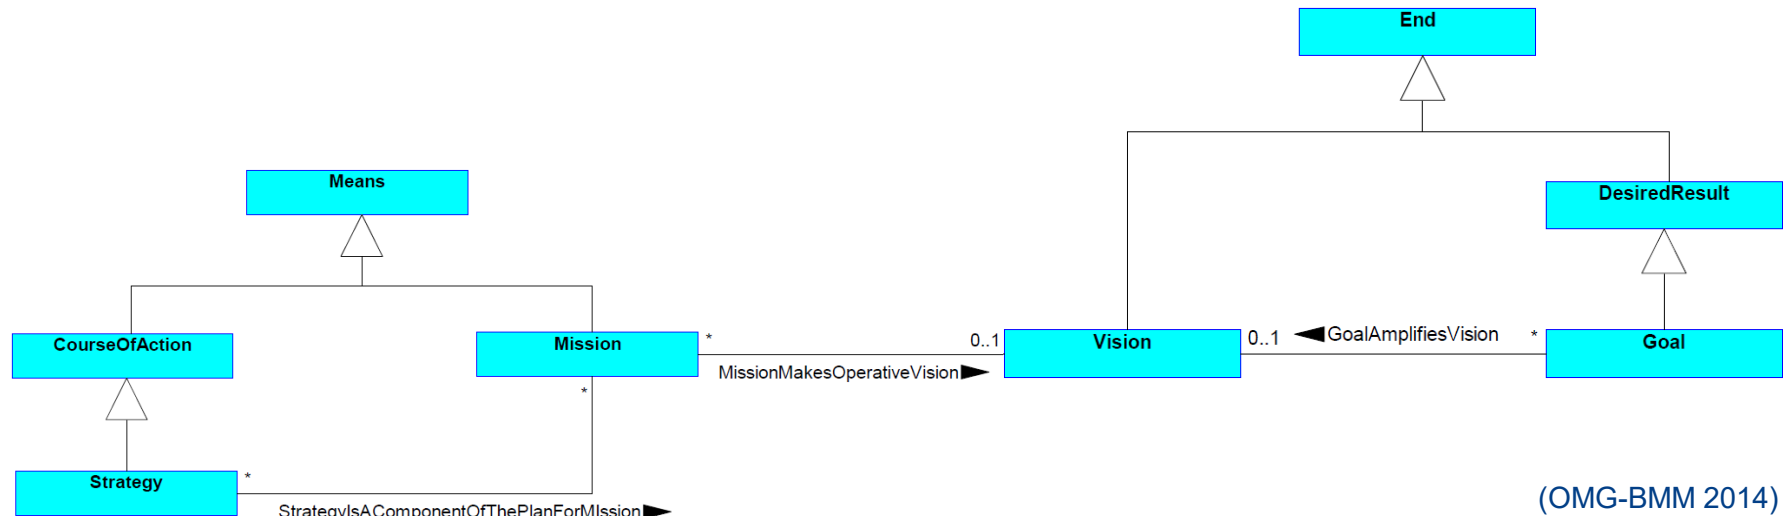 End
Means
DesiredResult
CourseOfAction
Mission
*
0..1
Vision
0..1
GoalAmplifiesVision
*
Goal
MissionMakesOperativeVision
*
Strategy
*
StrategyIsAComponentOfThePlanForMIssion
(OMG-BMM 2014)